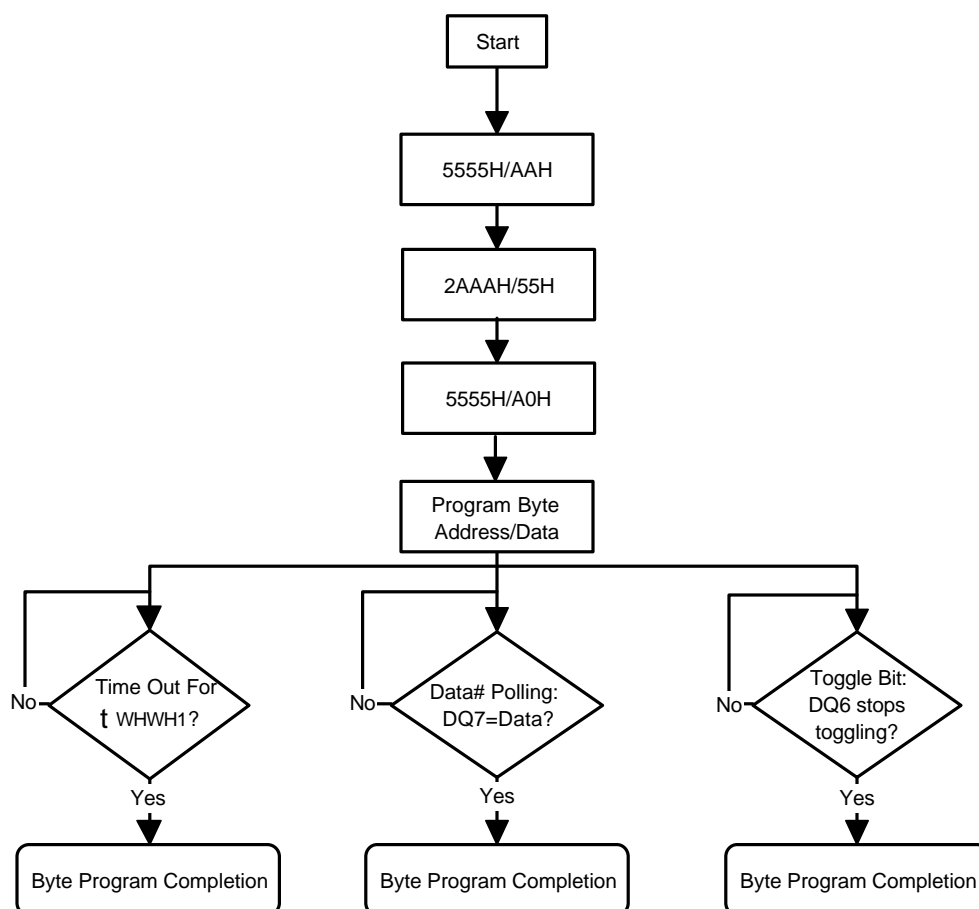 Start
5555H/AAH
2AAAH/55H
5555H/A0H
Program Byte
Address/Data
Time Out For
t WHWH1?
No
Yes
Byte Program Completion
Data# Polling:
DQ7=Data?
No
Yes
Byte Program Completion
Toggle Bit:
DQ6 stops
toggling?
No
Yes
Byte Program Completion